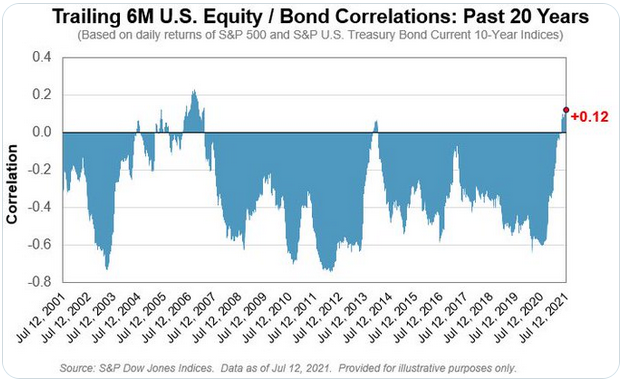 Trailing 6M U.S. Equity / Bond Correlations: Past 20 Years
(Based on daily returns of S&P 500 and S&P U.S. Treasury Bond Current 10-Year Indices)
0.4
0.2
0.0
-0.2
-0.4
-0.6
-0.8
Correlation
+0.12
Jul 12, 2001
Jul 12, 2002
Jul 12, 2003
Jul 12, 2004
Jul 12, 2005
Jul 12, 2006
Jul 12, 2007
Jul 12, 2008
Jul 12, 2009
Jul 12, 2010
Jul 12, 2011
Jul 12, 2012
Jul 12, 2013
Jul 12, 2014
Jul 12, 2015
Jul 12, 2016
Jul 12, 2017
Jul 12, 2018
Jul 12, 2019
Jul 12, 2020
Jul 12, 2021
Source: S&P Dow Jones Indices.  Data as of Jul 12, 2021.  Provided for illustrative purposes only.